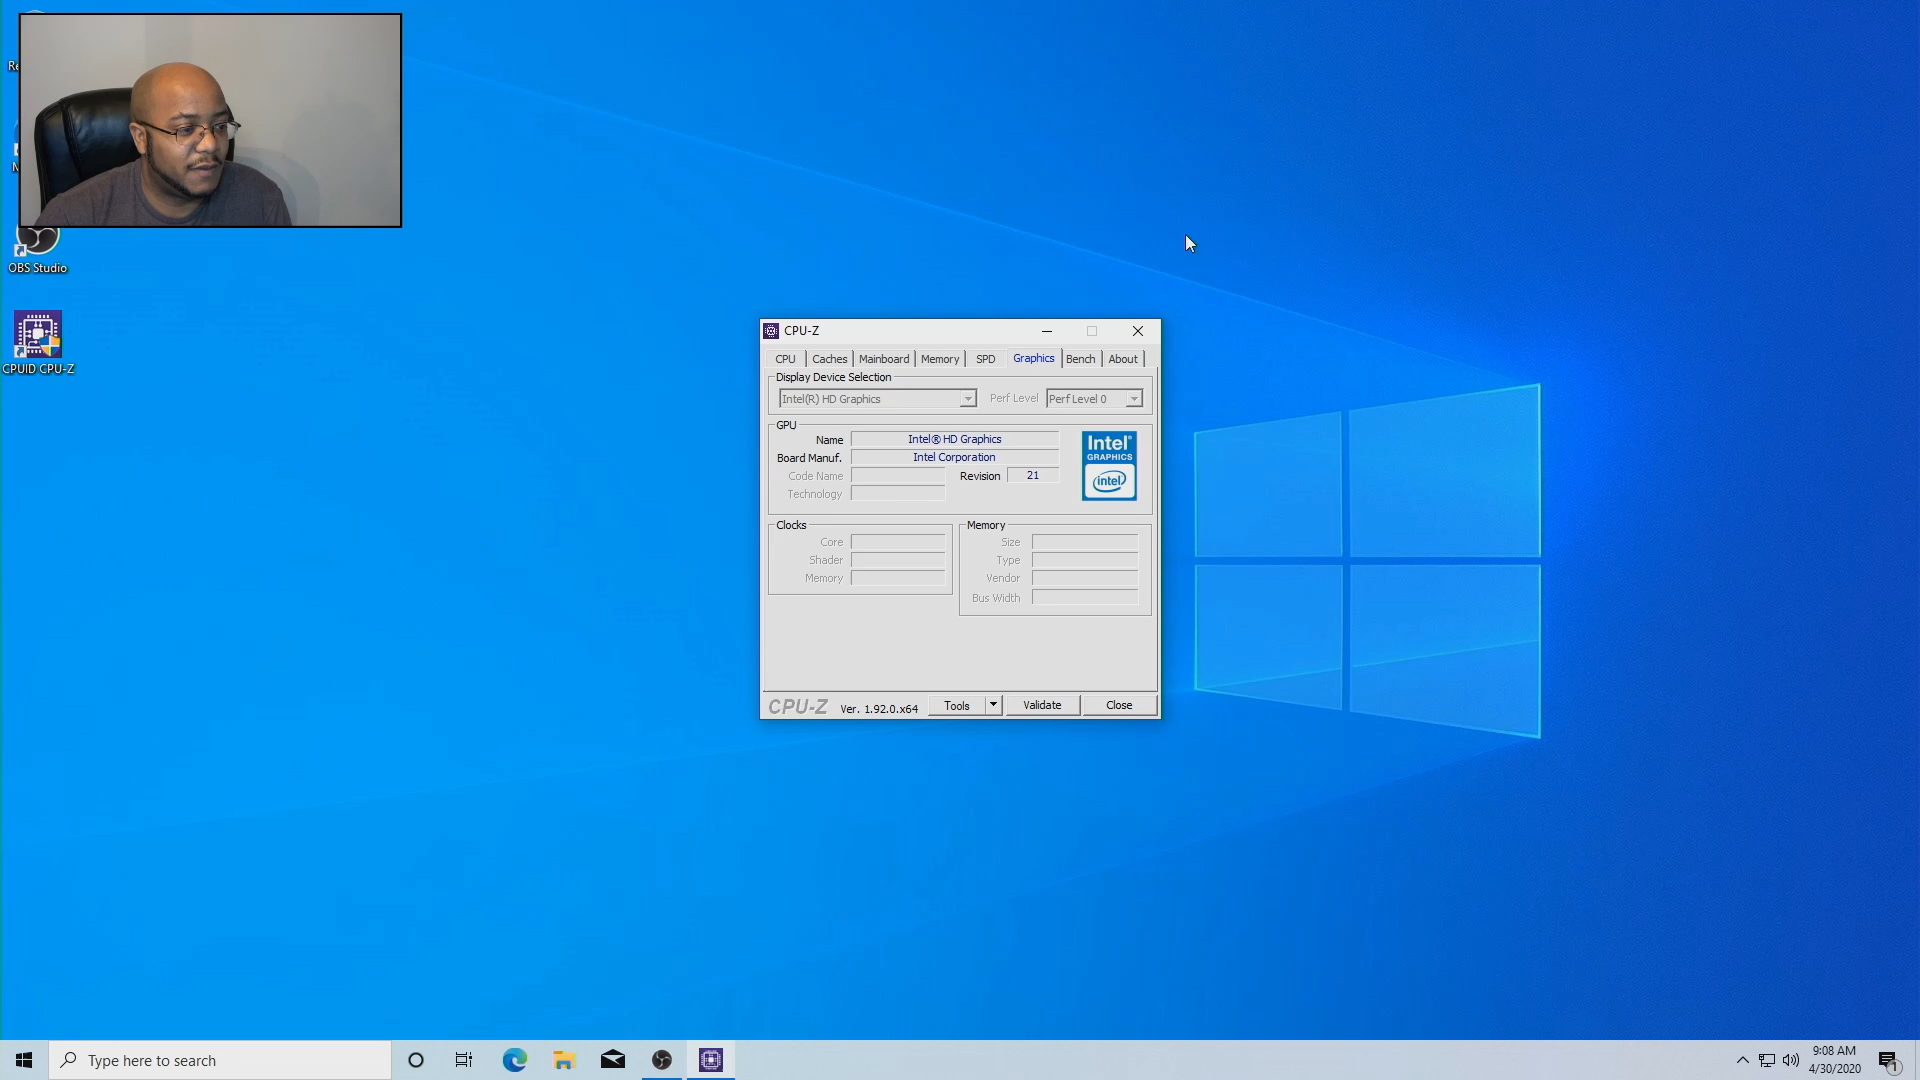 Re
OBS Studio
CPUID CPU-Z
CPU-Z
CPU Caches Mainboard Memory SPD Graphics Bench About
Display Device Selection
Intel(R) HD Graphics Perf Level Perf Level 0
GPU
Name Intel® HD Graphics
Board Manuf. Intel Corporation
Code Name Revision 21
Technology
Intel®
GRAPHICS
intel
Clocks
Core
Shader
Memory
Memory
Size
Type
Vendor
Bus Width
CPU-Z Ver. 1.92.0.x64 Tools Validate Close
Type here to search
9:08 AM
4/30/2020
1